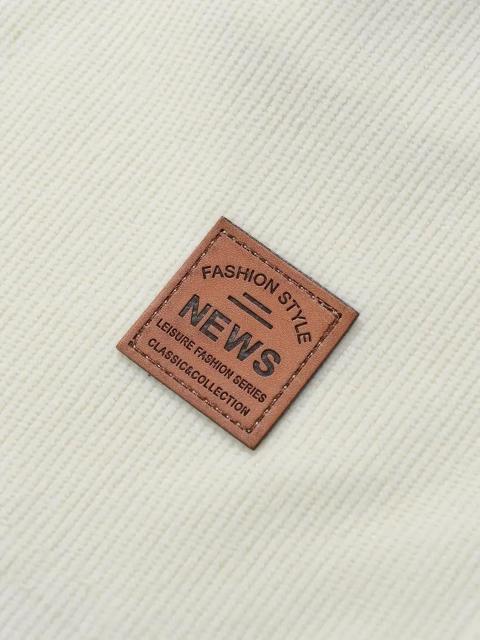 FASHION STYLE
NEWS
LEISURE FASHION SERIES
CLASSIC&COLLECTION